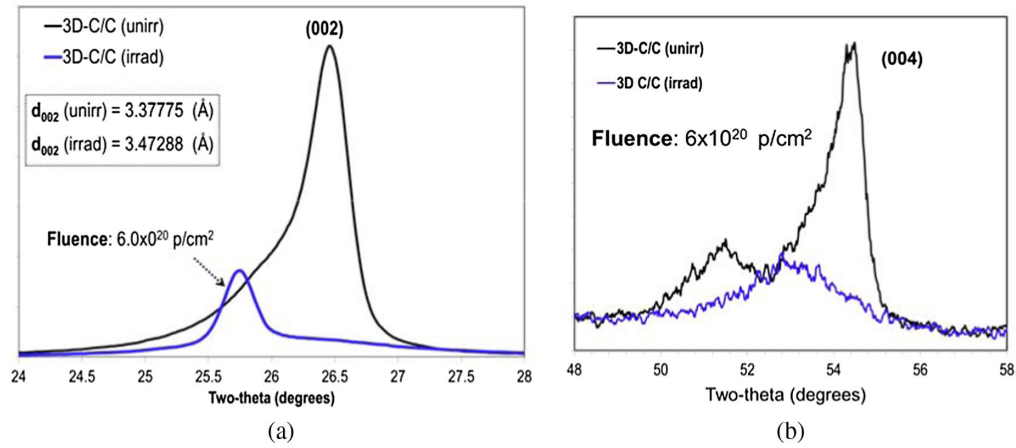 3D-C/C (unirr)
3D-C/C (irrad)
(002)
d002 (unirr) = 3.37775 (Å)
d002 (irrad) = 3.47288 (Å)
Fluence: 6.0x0²⁰ p/cm²
24 24.5 25 25.5 26 26.5 27 27.5 28
Two-theta (degrees)
(a)
3D-C/C (unirr)
3D C/C (irrad)
(004)
Fluence: 6x10²⁰ p/cm²
48 50 52 54 56 58
Two-theta (degrees)
(b)